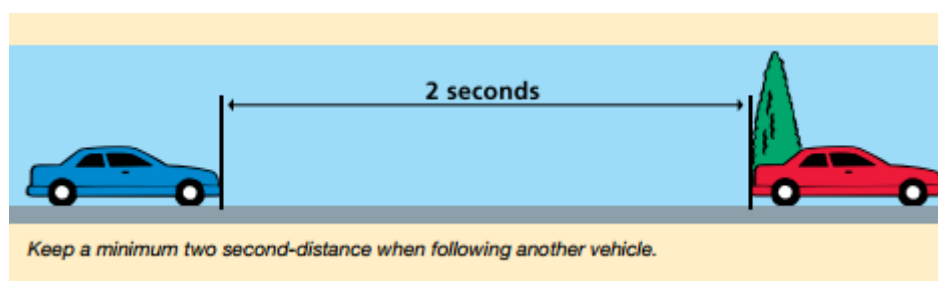 2 seconds
Keep a minimum two second-distance when following another vehicle.